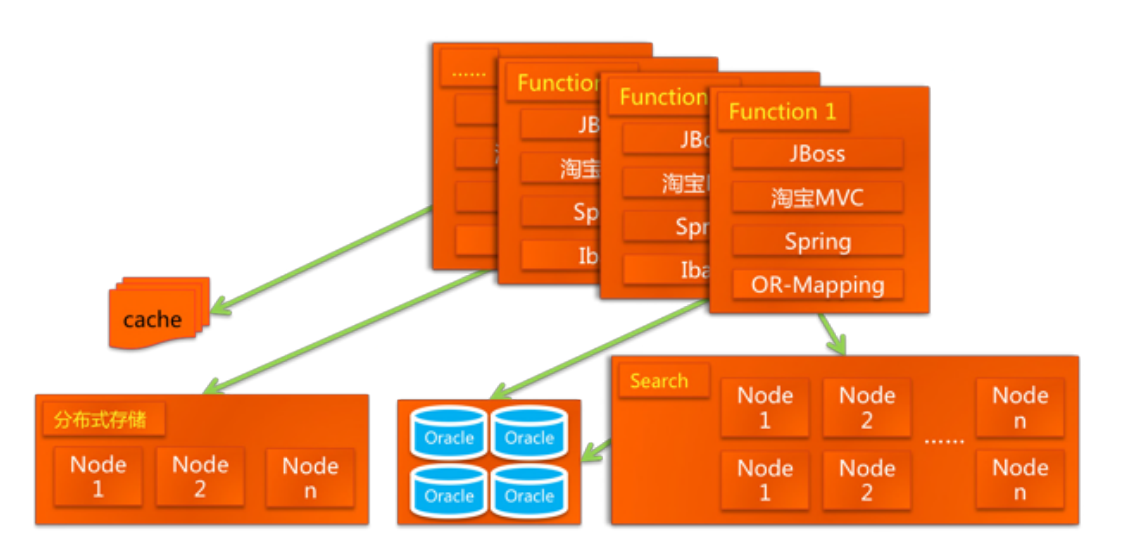 ……
Function
Function
Function 1
JB
JBo
JBoss
淘宝
淘宝
淘宝MVC
Sp
Spr
Spring
Ib
Iba
OR-Mapping
cache
Search
Node
1
Node
2
Node
n
……
Node
1
Node
2
Node
n
分布式存储
Node
1
Node
2
Node
n
Oracle
Oracle
Oracle
Oracle